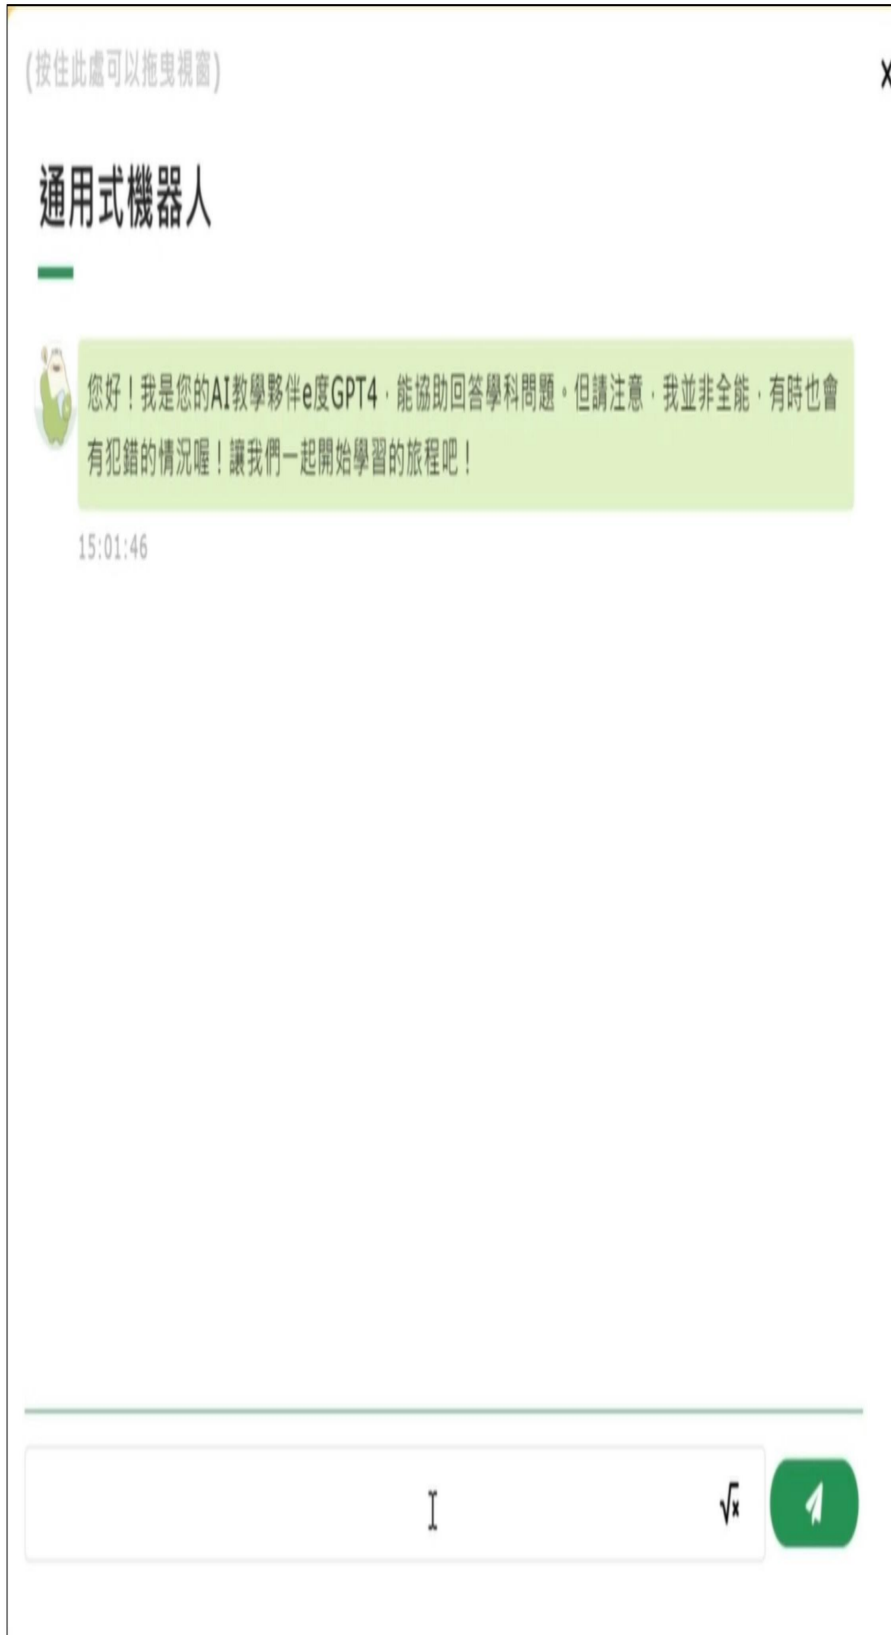 (按住此處可以拖曳視窗)
×
通用式機器人
您好！我是您的AI教學夥伴e度GPT4，能協助回答學科問題。但請注意，我並非全能，有時也會
有犯錯的情況喔！讓我們一起開始學習的旅程吧！
15:01:46
√x